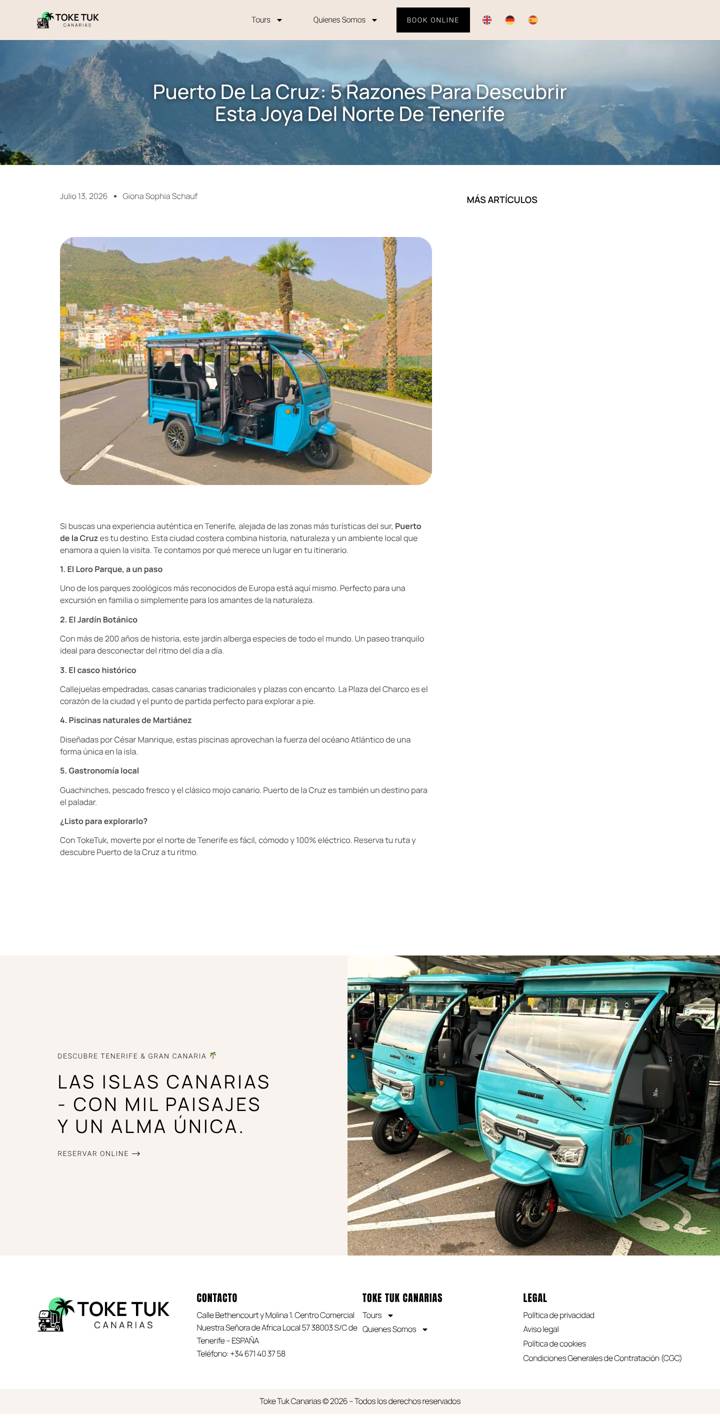 TOKE TUK
CANARIAS
Tours
Quienes Somos
BOOK ONLINE
Puerto De La Cruz: 5 Razones Para Descubrir
Esta Joya Del Norte De Tenerife
Julio 13, 2026 • Giona Sophia Schauf
MÁS ARTÍCULOS
Si buscas una experiencia auténtica en Tenerife, alejada de las zonas más turísticas del sur, Puerto
de la Cruz es tu destino. Esta ciudad costera combina historia, naturaleza y un ambiente local que
enamora a quien la visita. Te contamos por qué merece un lugar en tu itinerario.
1. El Loro Parque, a un paso
Uno de los parques zoológicos más reconocidos de Europa está aquí mismo. Perfecto para una
excursión en familia o simplemente para los amantes de la naturaleza.
2. El Jardín Botánico
Con más de 200 años de historia, este jardín alberga especies de todo el mundo. Un paseo tranquilo
ideal para desconectar del ritmo del día a día.
3. El casco histórico
Callejuelas empedradas, casas canarias tradicionales y plazas con encanto. La Plaza del Charco es el
corazón de la ciudad y el punto de partida perfecto para explorar a pie.
4. Piscinas naturales de Martiánez
Diseñadas por César Manrique, estas piscinas aprovechan la fuerza del océano Atlántico de una
forma única en la isla.
5. Gastronomía local
Guachinches, pescado fresco y el clásico mojo canario. Puerto de la Cruz es también un destino para
el paladar.
¿Listo para explorarlo?
Con TokeTuk, moverte por el norte de Tenerife es fácil, cómodo y 100% eléctrico. Reserva tu ruta y
descubre Puerto de la Cruz a tu ritmo.
DESCUBRE TENERIFE & GRAN CANARIA 🌴
LAS ISLAS CANARIAS
- CON MIL PAISAJES
Y UN ALMA ÚNICA.
RESERVAR ONLINE →
TOKE TUK
CANARIAS
CONTACTO
Calle Bethencourt y Molina 1. Centro Comercial
Nuestra Señora de Africa Local 57 38003 S/C de
Tenerife – ESPAÑA
Teléfono: +34 671 40 37 58
TOKE TUK CANARIAS
Tours
Quienes Somos
LEGAL
Política de privacidad
Aviso legal
Política de cookies
Condiciones Generales de Contratación (CGC)
Toke Tuk Canarias © 2026 – Todos los derechos reservados